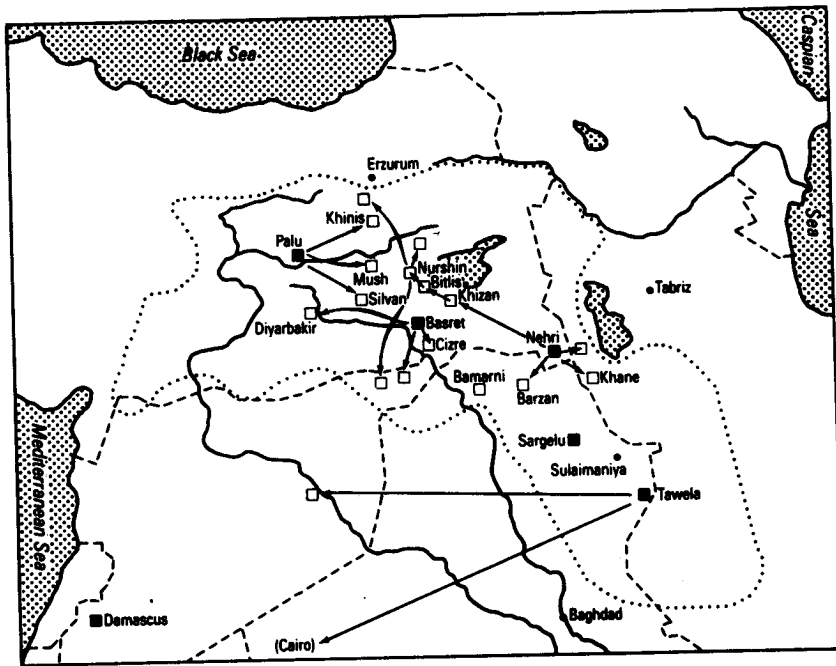 Black Sea
Caspian
Sea
Erzurum
Khinis
Palu
Mush
Nurshin
Bitlis
Khizan
Silvan
Tabriz
Diyarbakir
Basret
Cizre
Nehri
Bamarni
Barzan
Khane
Sargelu
Sulaimaniya
Tawela
Mediterranean Sea
Damascus
Baghdad
(Cairo)